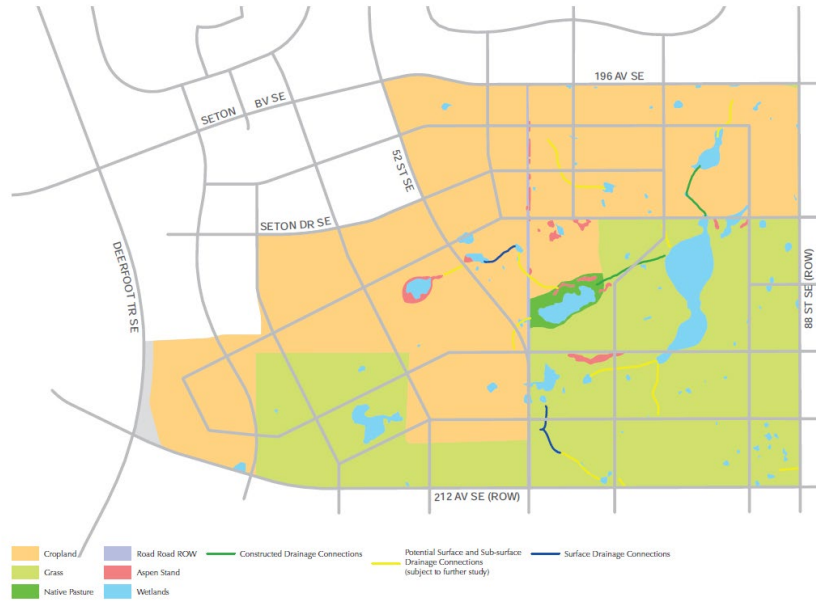 196 AV SE
SETON BV SE
52 ST SE
SETON DR SE
DEERFOOT TR SE
88 ST SE (ROW)
212 AV SE (ROW)
Cropland
Grass
Native Pasture
Road Road ROW
Aspen Stand
Wetlands
Constructed Drainage Connections
Potential Surface and Sub-surface
Drainage Connections
(subject to further study)
Surface Drainage Connections